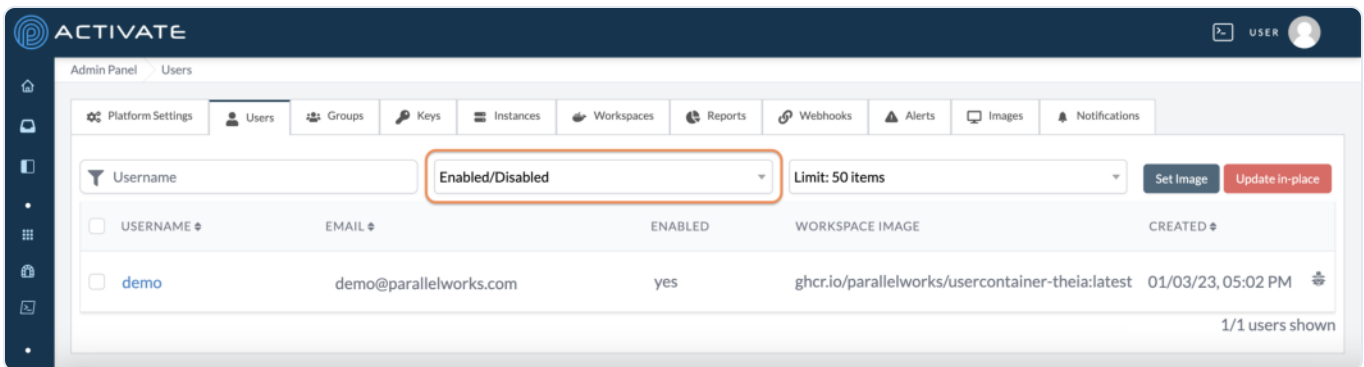 ACTIVATE
USER
Admin Panel Users
Platform Settings Users Groups Keys Instances Workspaces Reports Webhooks Alerts Images Notifications
Username Enabled/Disabled Limit: 50 items Set Image Update in-place
USERNAME EMAIL ENABLED WORKSPACE IMAGE CREATED
demo demo@parallelworks.com yes ghcr.io/parallelworks/usercontainer-theia:latest 01/03/23, 05:02 PM
1/1 users shown